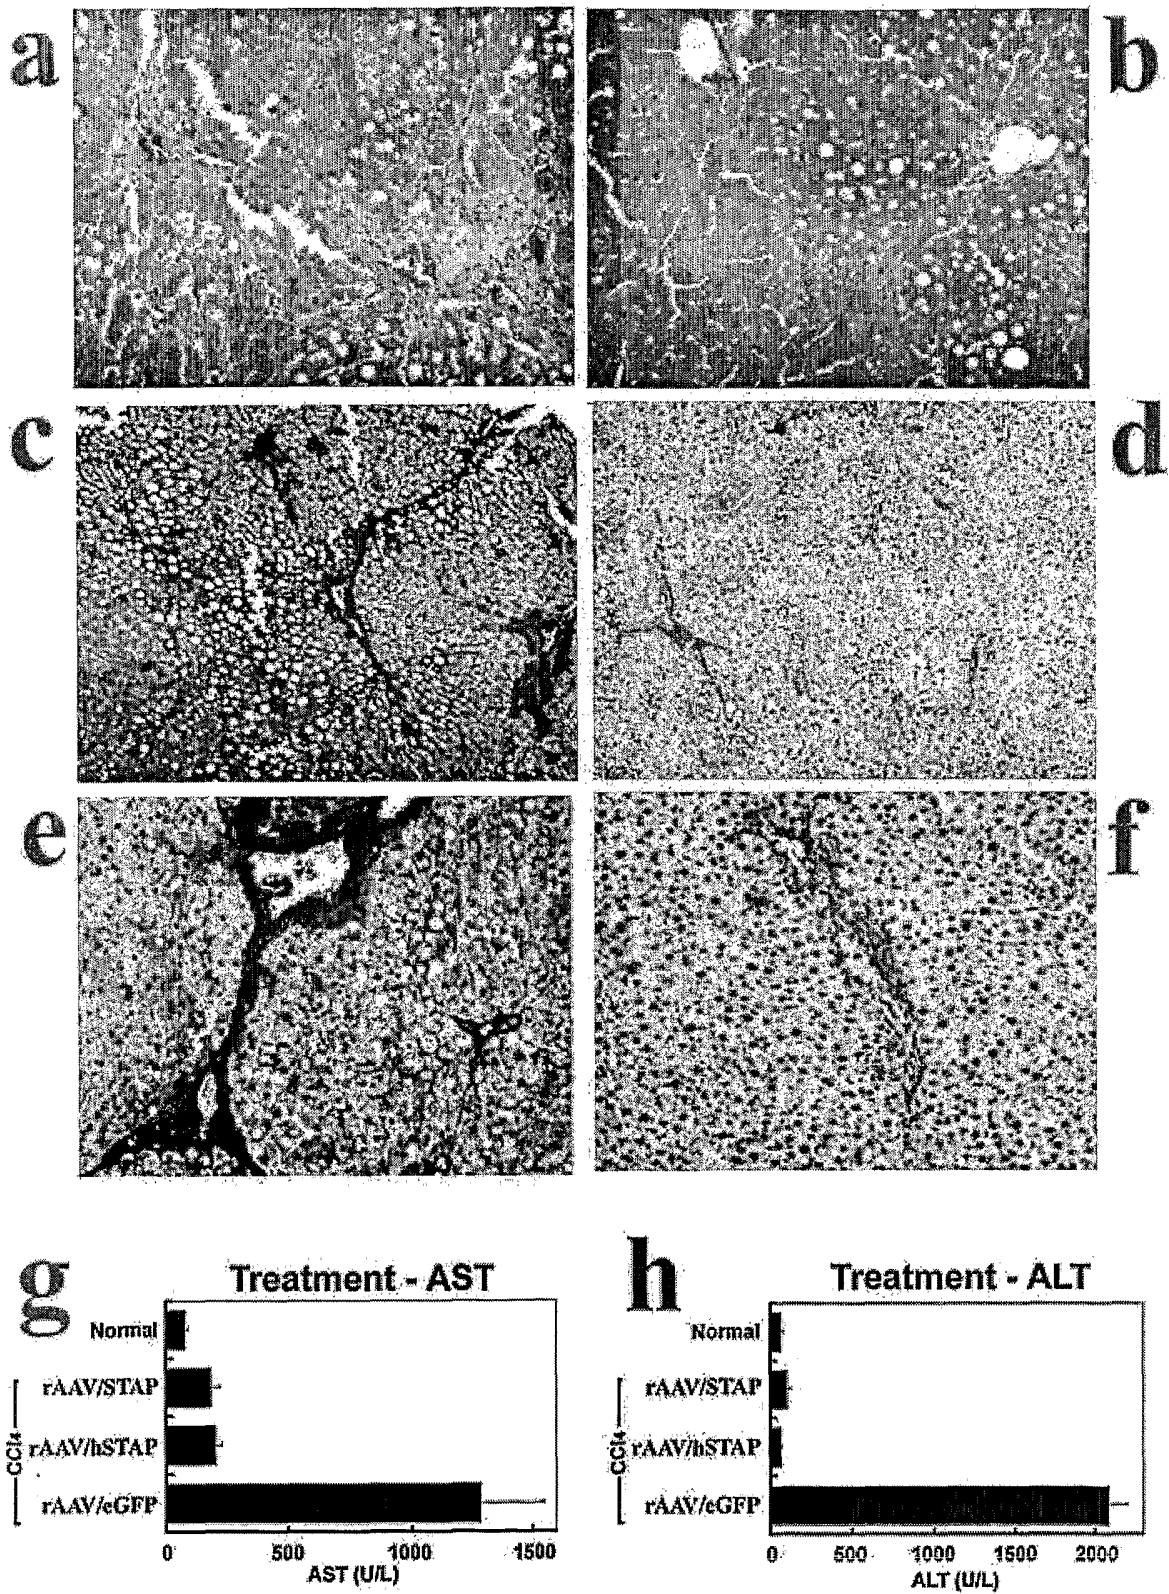 a
b
c
d
e
f
g
Treatment - AST
Normal
rAAV/STAP
rAAV/hSTAP
rAAV/eGFP
CCl4
0 500 1000 1500
AST (U/L)
h
Treatment - ALT
Normal
rAAV/STAP
rAAV/hSTAP
rAAV/eGFP
CCl4
0 500 1000 1500 2000
ALT (U/L)